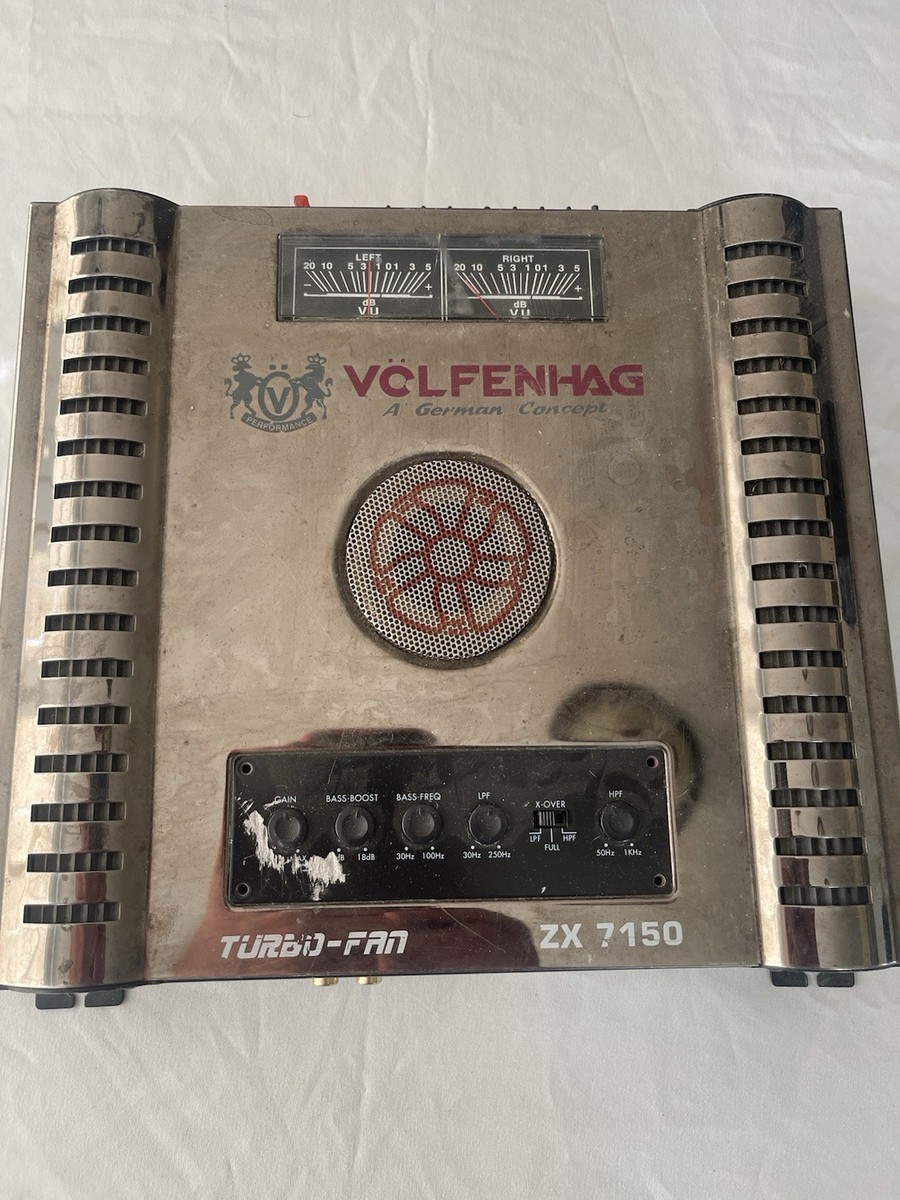 LEFT
20 10 5 3 1 0 1 3 5
- +
dB
VU
RIGHT
20 10 5 3 1 0 1 3 5
- +
dB
VU
V
PERFORMANCE
VÖLFENHAG
A German Concept
GAIN
BASS·BOOST
18dB
BASS·FREQ
30Hz 100Hz
LPF
30Hz 250Hz
X-OVER
LPF HPF
FULL
HPF
50Hz 1KHz
TURBO-FAN
ZX 7150